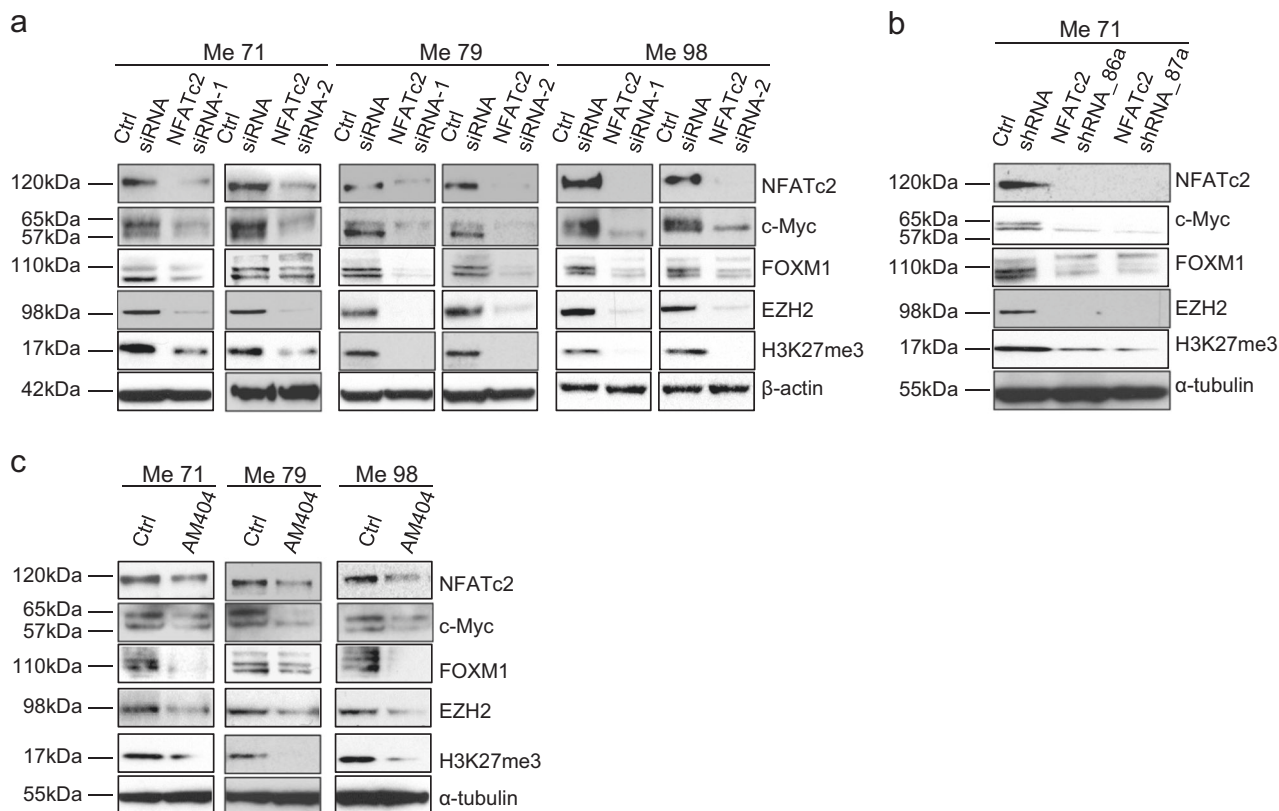 a
Me 71
Me 79
Me 98
Ctrl siRNA
NFATc2 siRNA-1
Ctrl siRNA
NFATc2 siRNA-2
Ctrl siRNA
NFATc2 siRNA-1
Ctrl siRNA
NFATc2 siRNA-2
Ctrl siRNA
NFATc2 siRNA-1
Ctrl siRNA
NFATc2 siRNA-2
120kDa
NFATc2
65kDa
57kDa
c-Myc
110kDa
FOXM1
98kDa
EZH2
17kDa
H3K27me3
42kDa
β-actin
b
Me 71
Ctrl shRNA
NFATc2 shRNA_86a
NFATc2 shRNA_87a
120kDa
NFATc2
65kDa
57kDa
c-Myc
110kDa
FOXM1
98kDa
EZH2
17kDa
H3K27me3
55kDa
α-tubulin
c
Me 71
Me 79
Me 98
Ctrl
AM404
Ctrl
AM404
Ctrl
AM404
120kDa
NFATc2
65kDa
57kDa
c-Myc
110kDa
FOXM1
98kDa
EZH2
17kDa
H3K27me3
55kDa
α-tubulin